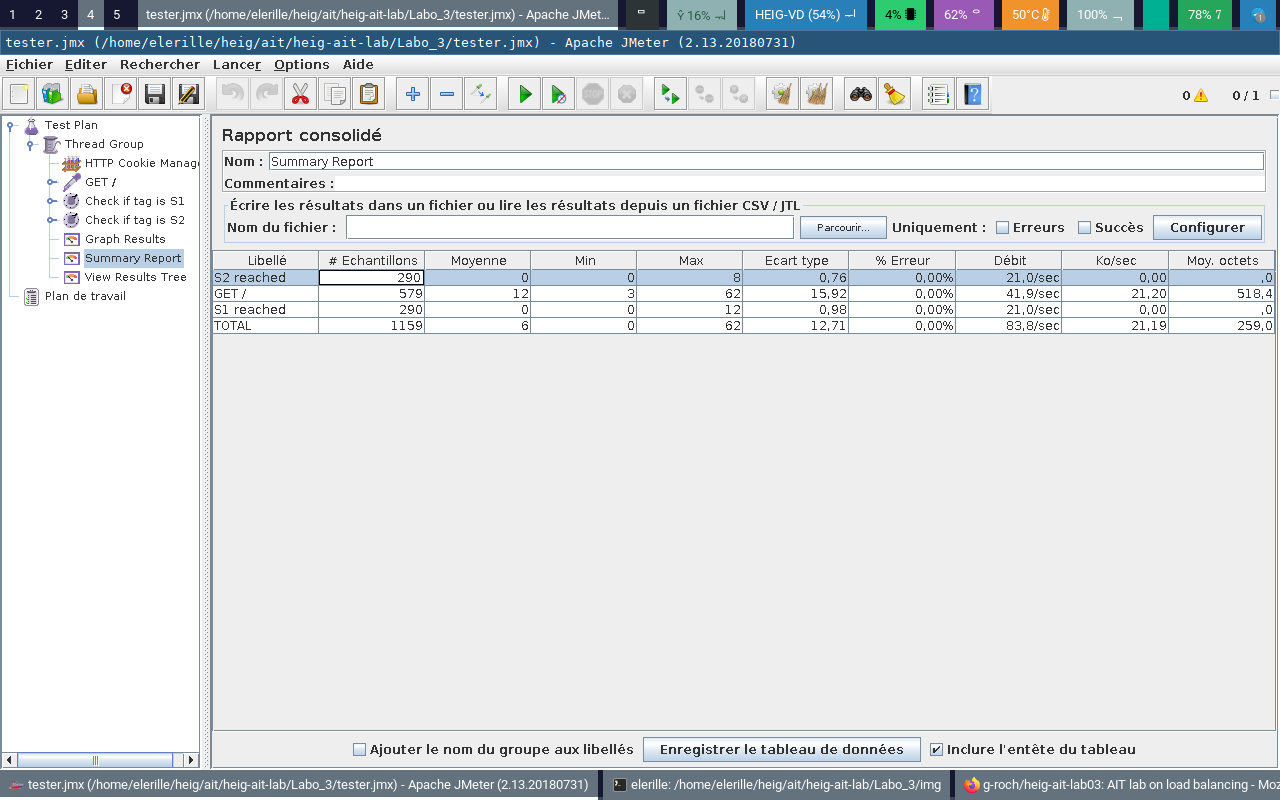 1 2 3 4 5 tester.jmx (/home/elerille/heig/ait/heig-ait-lab/Labo_3/tester.jmx) - Apache JMet... 16% HEIG-VD (54%) 4% 62% 50°C 100% 78%
tester.jmx (/home/elerille/heig/ait/heig-ait-lab/Labo_3/tester.jmx) - Apache JMeter (2.13.20180731)
Fichier Editer Rechercher Lancer Options Aide
STOP 0 0 / 1
Test Plan
Thread Group
HTTP Cookie Manag
GET /
Check if tag is S1
Check if tag is S2
Graph Results
Summary Report
View Results Tree
Plan de travail
Rapport consolidé
Nom : Summary Report
Commentaires :
Écrire les résultats dans un fichier ou lire les résultats depuis un fichier CSV / JTL
Nom du fichier : Parcourir... Uniquement : Erreurs Succès Configurer
Libellé # Echantillons Moyenne Min Max Ecart type % Erreur Débit Ko/sec Moy. octets
S2 reached 290 0 0 8 0,76 0,00% 21,0/sec 0,00 ,0
GET / 579 12 3 62 15,92 0,00% 41,9/sec 21,20 518,4
S1 reached 290 0 0 12 0,98 0,00% 21,0/sec 0,00 ,0
TOTAL 1159 6 0 62 12,71 0,00% 83,8/sec 21,19 259,0
Ajouter le nom du groupe aux libellés Enregistrer le tableau de données Inclure l'entête du tableau
tester.jmx (/home/elerille/heig/ait/heig-ait-lab/Labo_3/tester.jmx) - Apache JMeter (2.13.20180731) elerille: /home/elerille/heig/ait/heig-ait-lab/Labo_3/img g-roch/heig-ait-lab03: AIT lab on load balancing - Moz